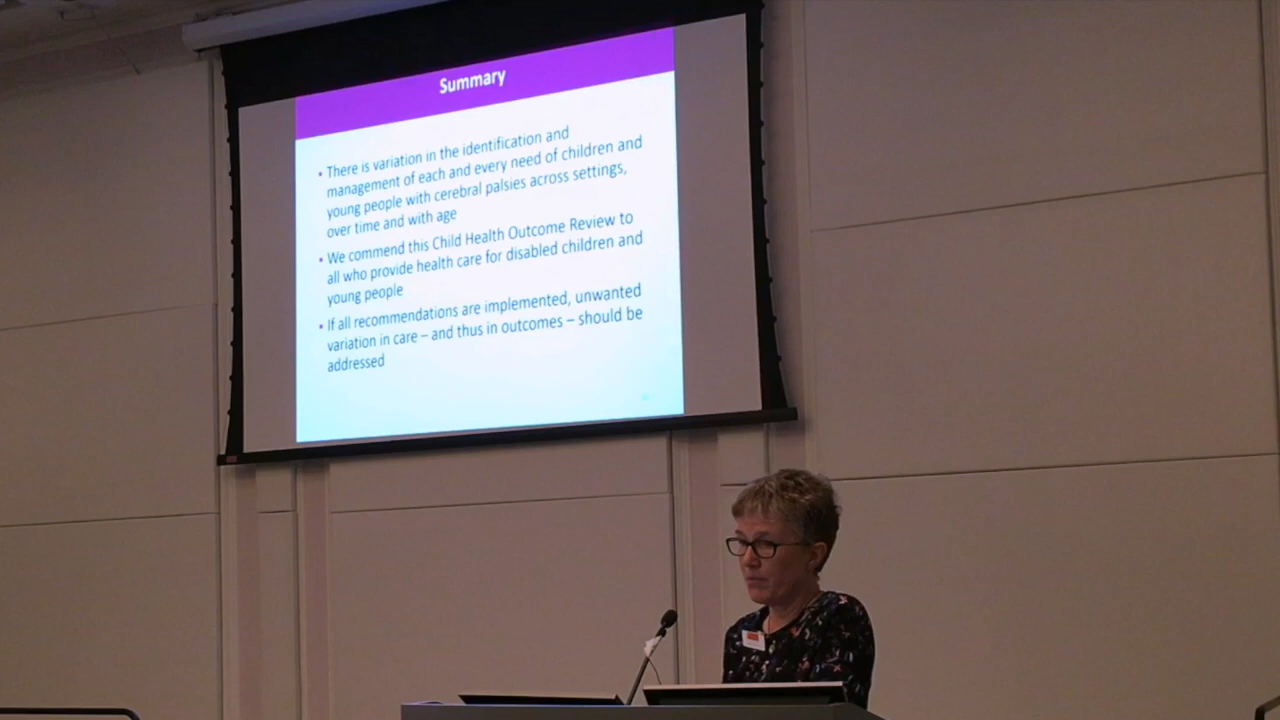 Summary
• There is variation in the identification and
management of each and every need of children and
young people with cerebral palsies across settings,
over time and with age
• We commend this Child Health Outcome Review to
all who provide health care for disabled children and
young people
• If all recommendations are implemented, unwanted
variation in care – and thus in outcomes – should be
addressed